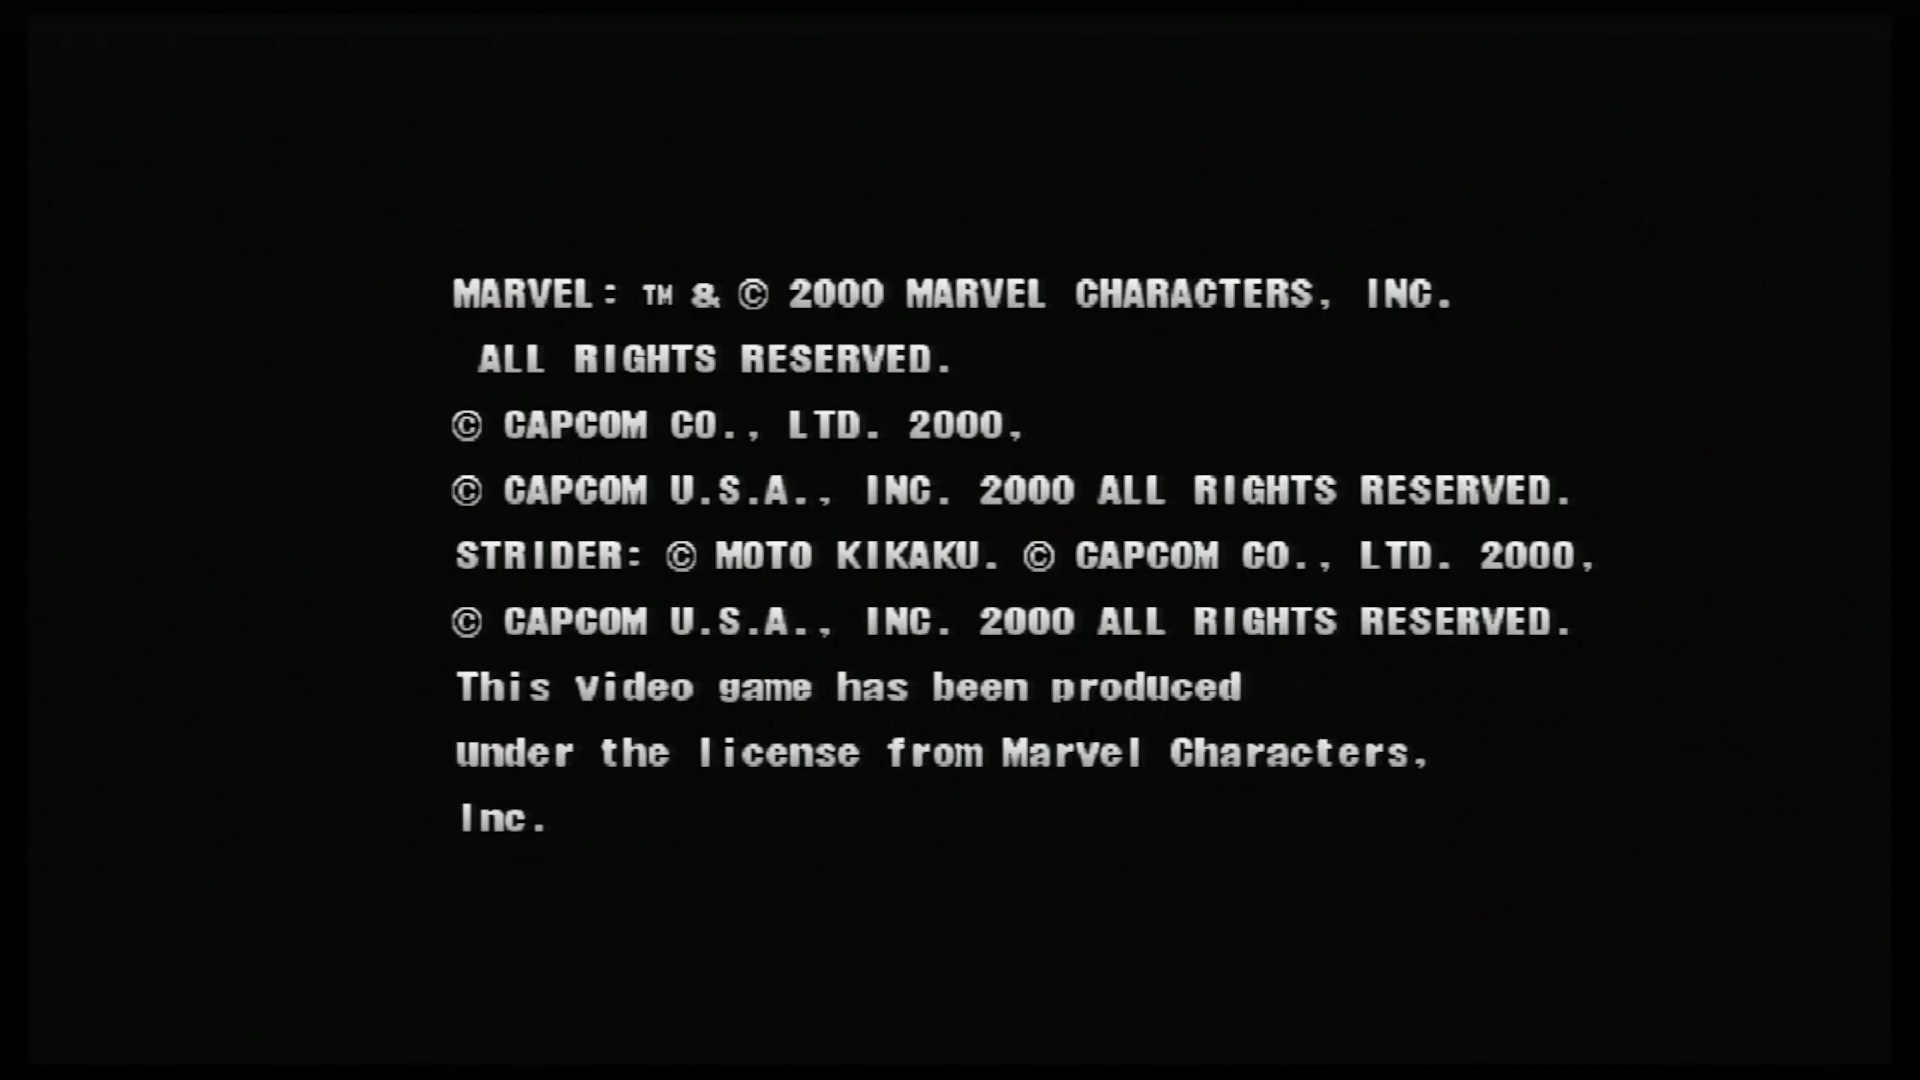 MARVEL: ™ & © 2000 MARVEL CHARACTERS, INC.
ALL RIGHTS RESERVED.
© CAPCOM CO., LTD. 2000,
© CAPCOM U.S.A., INC. 2000 ALL RIGHTS RESERVED.
STRIDER: © MOTO KIKAKU. © CAPCOM CO., LTD. 2000,
© CAPCOM U.S.A., INC. 2000 ALL RIGHTS RESERVED.
This video game has been produced
under the license from Marvel Characters,
Inc.